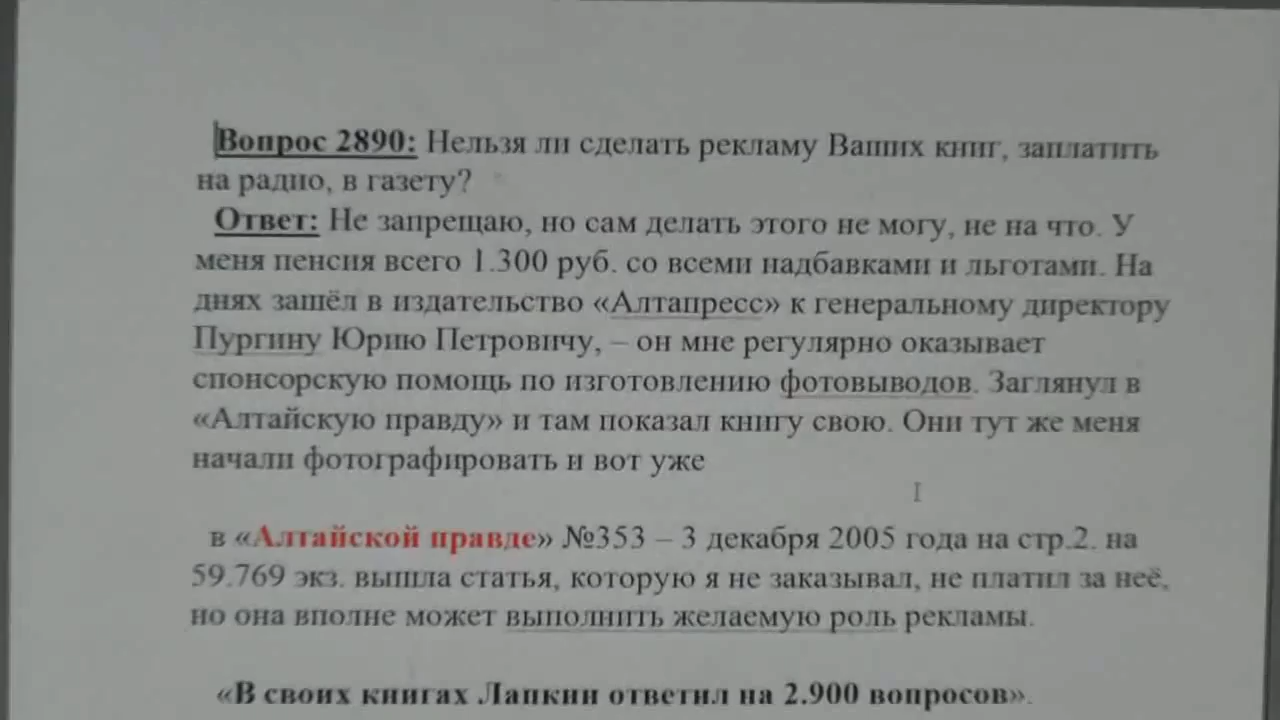 Вопрос 2890: Нельзя ли сделать рекламу Ваших книг, заплатить
на радио, в газету?
Ответ: Не запрещаю, но сам делать этого не могу, не на что. У
меня пенсия всего 1.300 руб. со всеми надбавками и льготами. На
днях зашёл в издательство «Алтапресс» к генеральному директору
Пургину Юрию Петровичу, – он мне регулярно оказывает
спонсорскую помощь по изготовлению фотовыводов. Заглянул в
«Алтайскую правду» и там показал книгу свою. Они тут же меня
начали фотографировать и вот уже
в «Алтайской правде» №353 – 3 декабря 2005 года на стр.2. на
59.769 экз. вышла статья, которую я не заказывал, не платил за неё,
но она вполне может выполнить желаемую роль рекламы.
«В своих книгах Лапкин ответил на 2.900 вопросов».